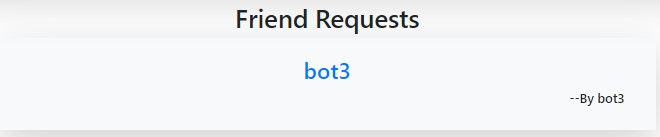 Friend Requests
bot3
--By bot3